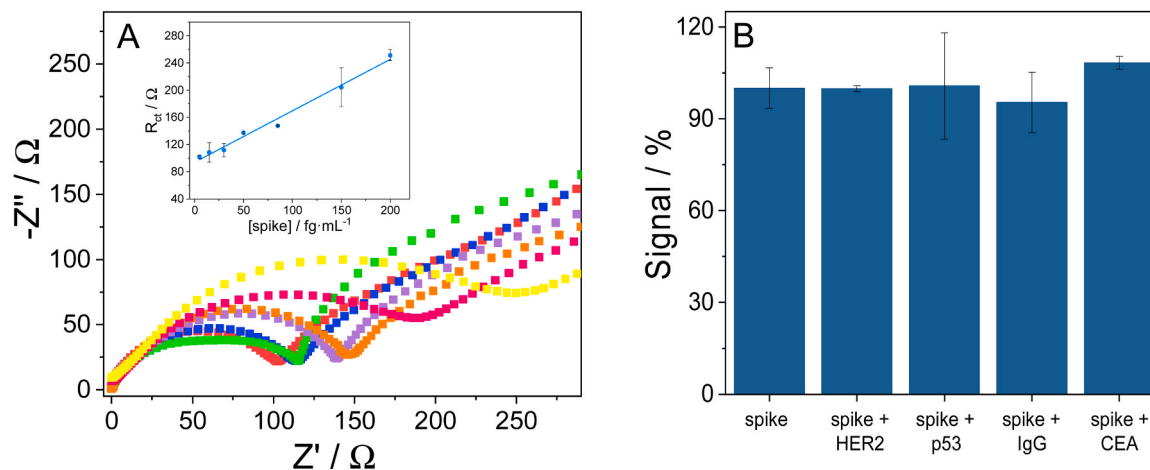 A
-Z'' / Ω
250
200
150
100
50
0
0
50
100
150
200
250
Z' / Ω
R_ct / Ω
280
240
200
160
120
80
40
0
50
100
150
200
[spike] / fg·mL⁻¹
B
Signal / %
120
90
60
30
0
spike
spike +
HER2
spike +
p53
spike +
IgG
spike +
CEA